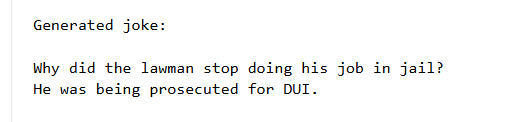 Generated joke:
Why did the lawman stop doing his job in jail?
He was being prosecuted for DUI.